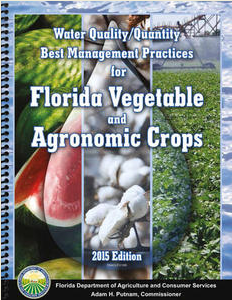 Water Quality/Quantity
Best Management Practices
for
Florida Vegetable
and
Agronomic Crops
2015 Edition
Florida Department of Agriculture and Consumer Services
Adam H. Putnam, Commissioner